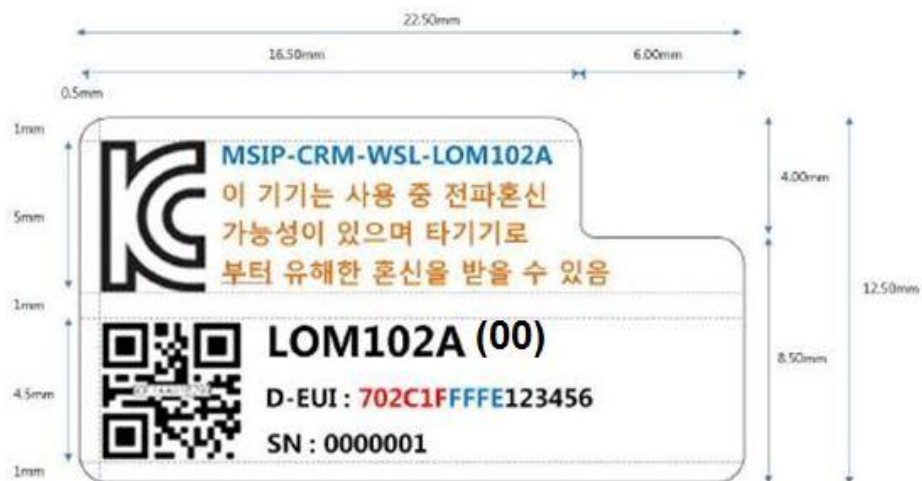 22.50mm
16.50mm 6.00mm
0.5mm
1mm
KC
MSIP-CRM-WSL-LOM102A
이 기기는 사용 중 전파혼신
4.00mm
5mm
가능성이 있으며 타기기로
부터 유해한 혼신을 받을 수 있음
12.50mm
1mm
LOM102A (00)
8.50mm
4.5mm
D-EUI : 702C1FFFFE123456
SN : 0000001
1mm